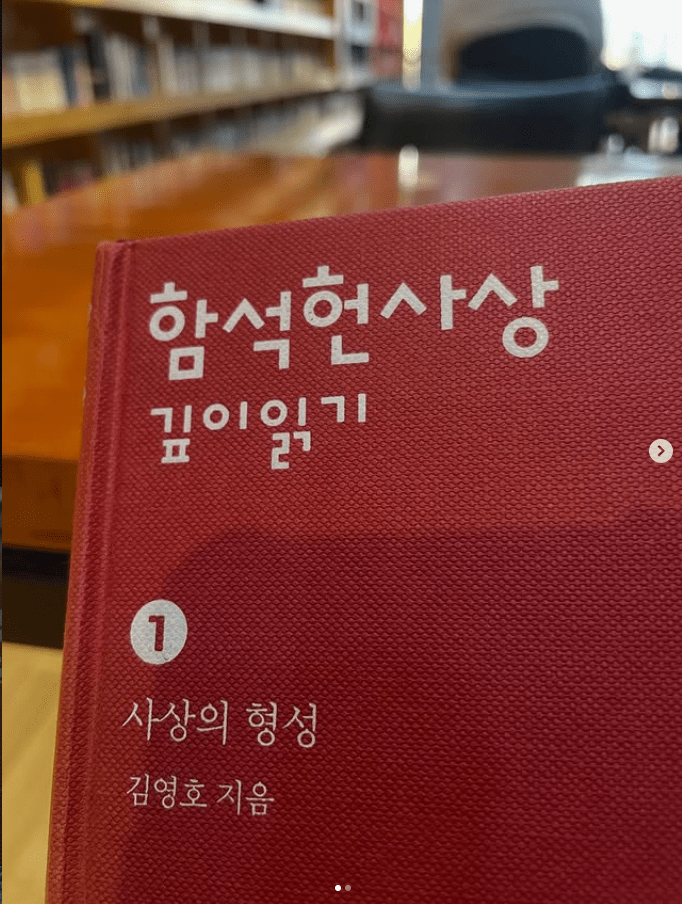 함석헌사상
깊이읽기
1
사상의 형성
김영호 지음